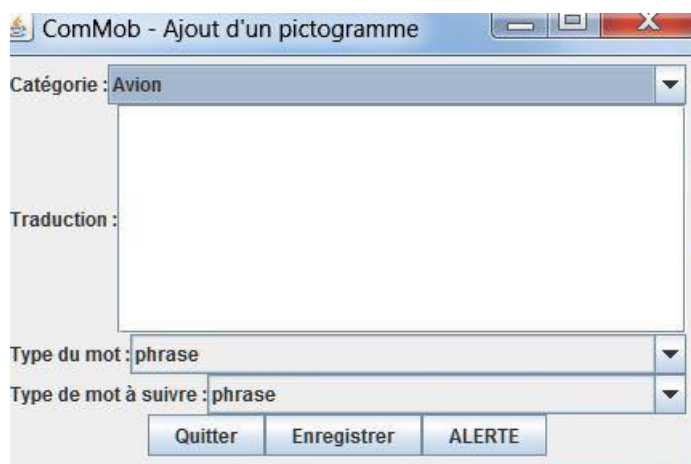 ComMob - Ajout d'un pictogramme
Catégorie : Avion
Traduction :
Type du mot : phrase
Type de mot à suivre : phrase
Quitter Enregistrer ALERTE